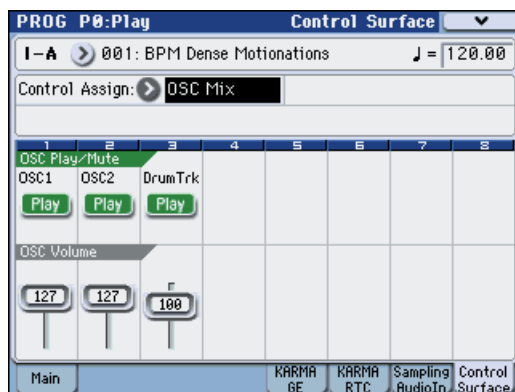 PROG P0:Play Control Surface
I-A 001: BPM Dense Motionations ♩= 120.00
Control Assign: OSC Mix
1 2 3 4 5 6 7 8
OSC Play/Mute
OSC1 OSC2 DrumTrk
Play Play Play
OSC Volume
127 127 100
Main KARMA GE KARMA RTC Sampling AudioIn Control Surface